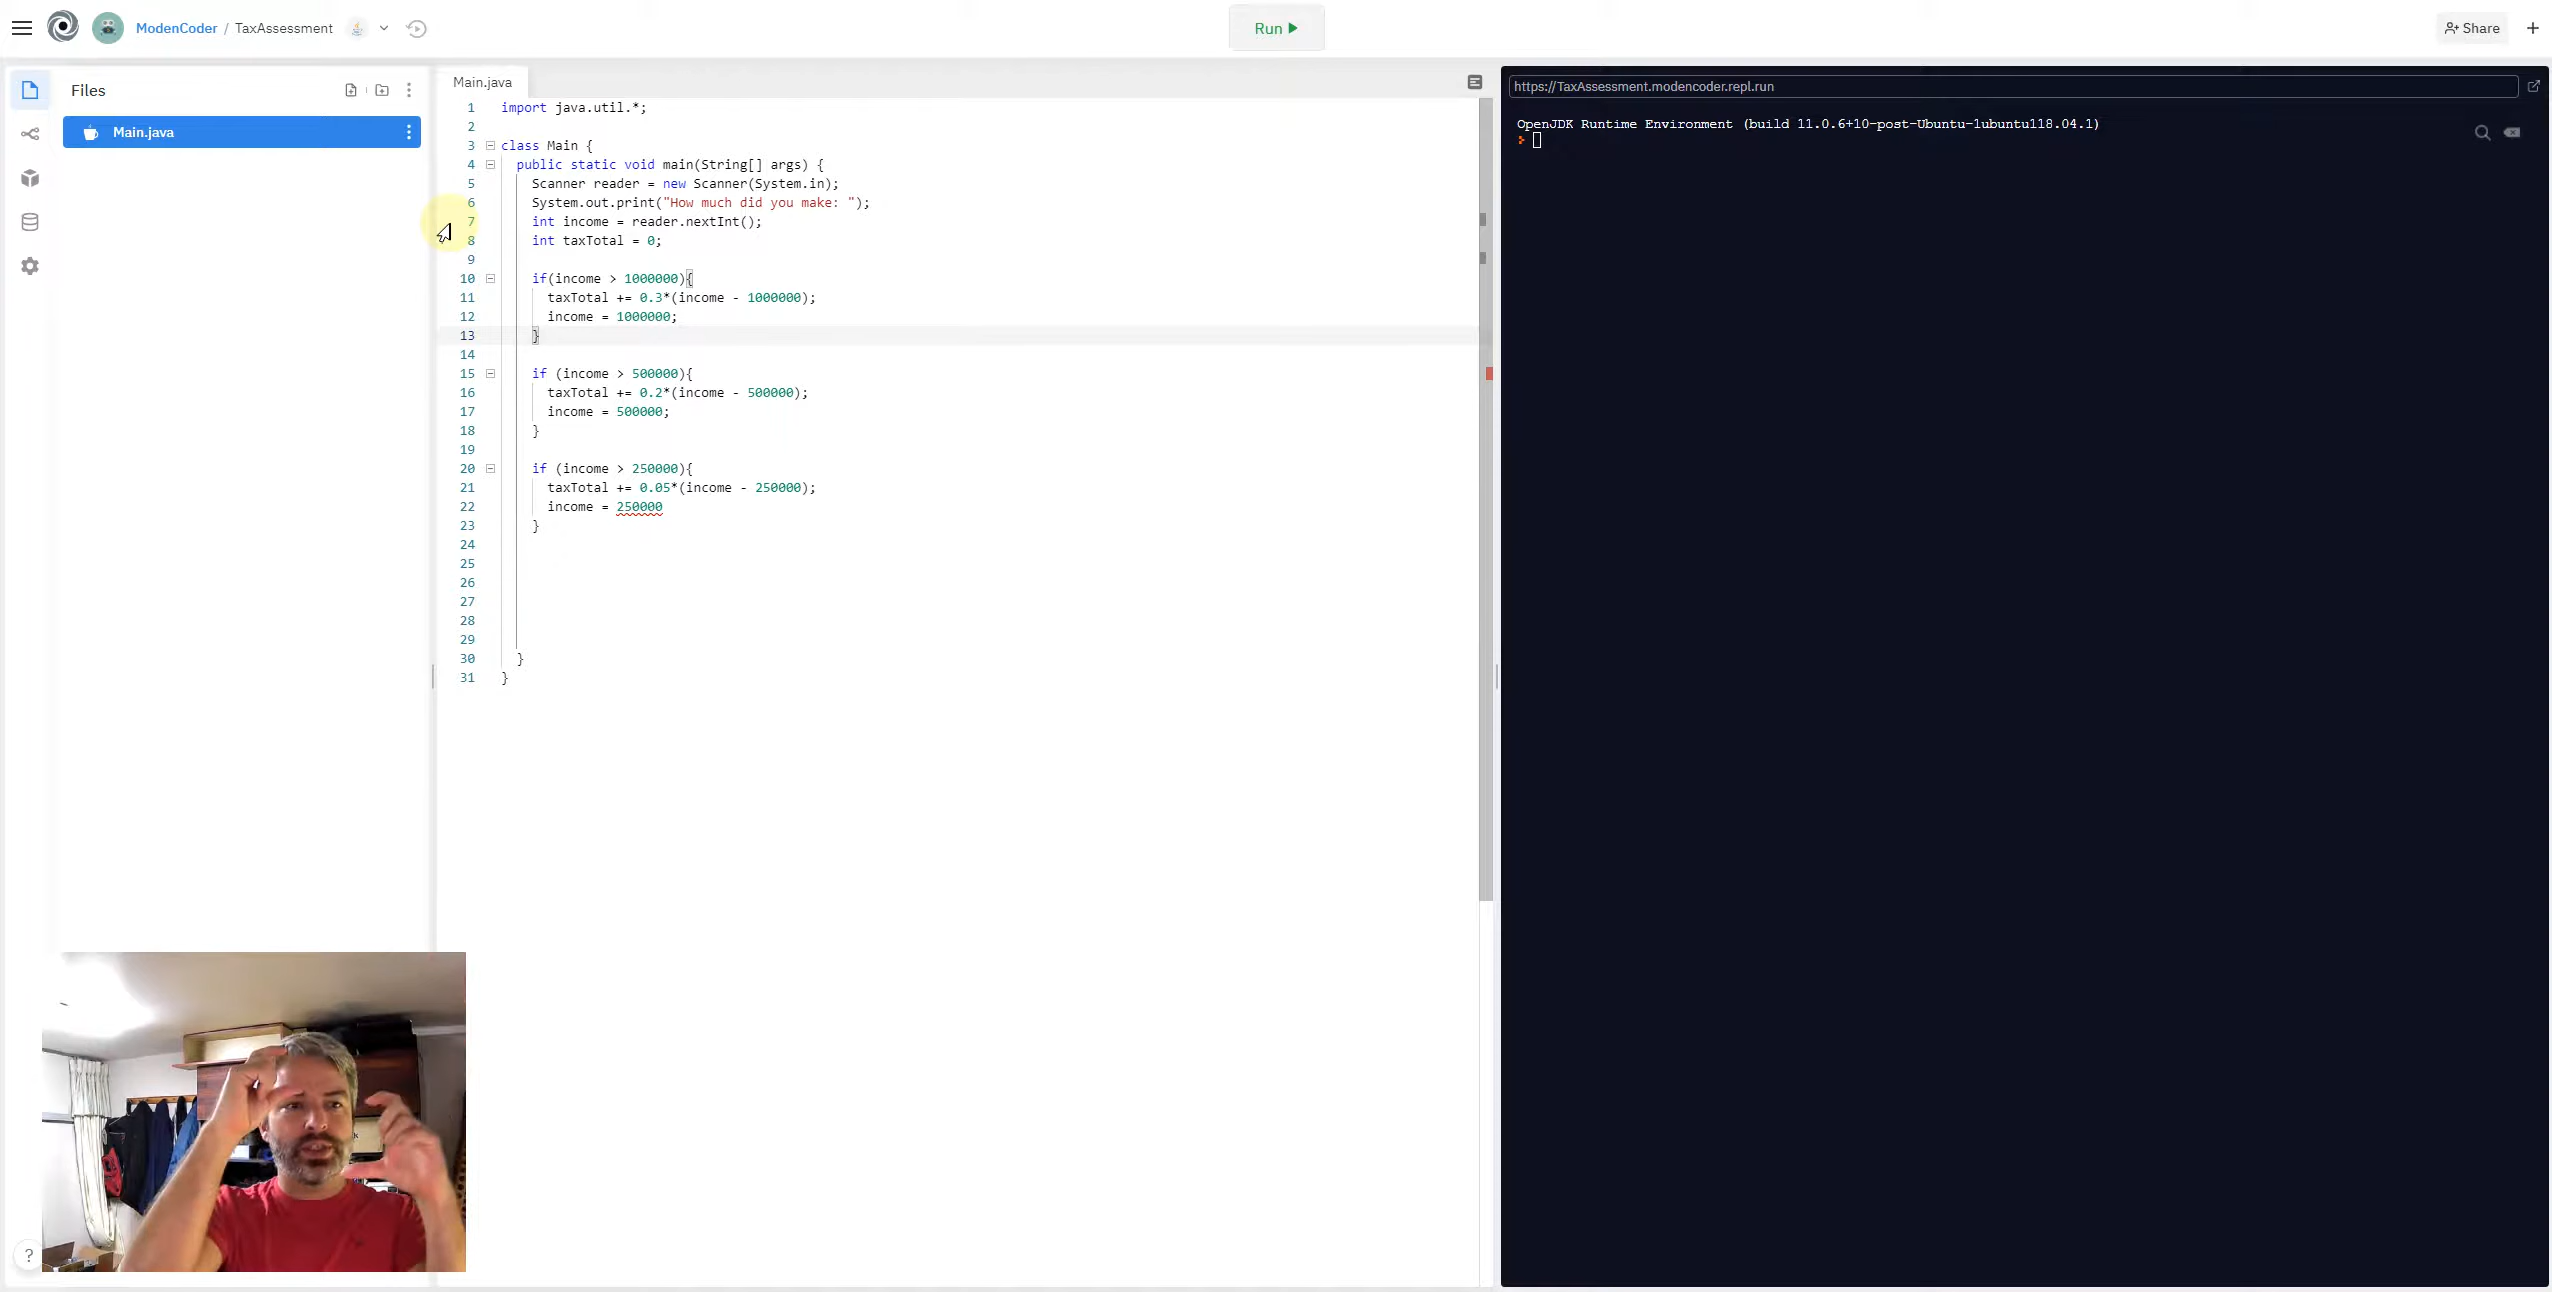 ModenCoder / TaxAssessment
Run
Share
Files
Main.java
Main.java
1 import java.util.*;
2
3 class Main {
4 public static void main(String[] args) {
5 Scanner reader = new Scanner(System.in);
6 System.out.print("How much did you make: ");
7 int income = reader.nextInt();
8 int taxTotal = 0;
9
10 if(income > 1000000){
11 taxTotal += 0.3*(income - 1000000);
12 income = 1000000;
13 }
14
15 if (income > 500000){
16 taxTotal += 0.2*(income - 500000);
17 income = 500000;
18 }
19
20 if (income > 250000){
21 taxTotal += 0.05*(income - 250000);
22 income = 250000
23 }
24
25
26
27
28
29
30 }
31 }
https://TaxAssessment.modencoder.repl.run
OpenJDK Runtime Environment (build 11.0.6+10-post-Ubuntu-1ubuntu118.04.1)
?